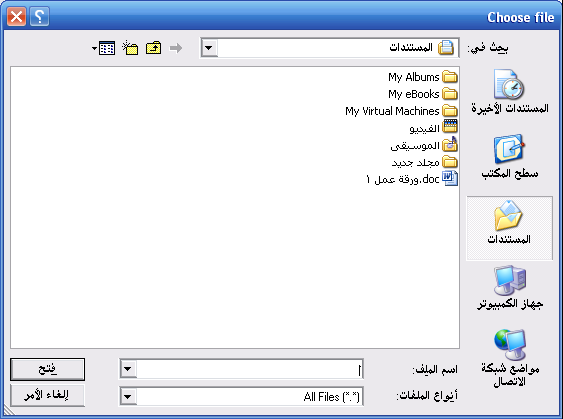 Choose file
بحث في:
المستندات
المستندات الأخيرة
سطح المكتب
المستندات
جهاز الكمبيوتر
مواضع شبكة
الاتصال
My Albums
My eBooks
My Virtual Machines
الفيديو
الموسيقى
مجلد جديد
ورقة عمل ١.doc
اسم الملف:
فتح
أنواع الملفات:
All Files (*.*)
إلغاء الأمر